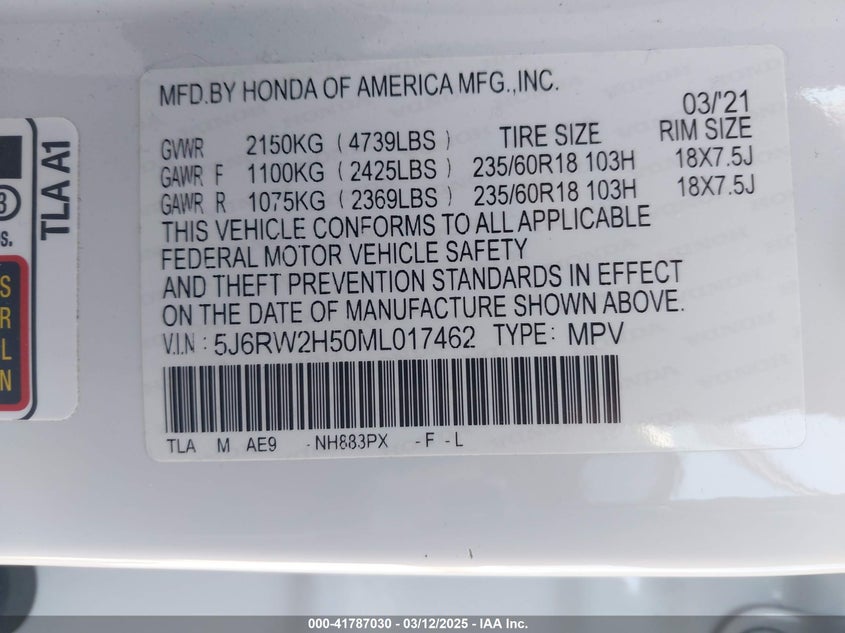 MFD.BY HONDA OF AMERICA MFG.,INC.
03/'21
GVWR 2150KG ( 4739LBS ) TIRE SIZE RIM SIZE
GAWR F 1100KG ( 2425LBS ) 235/60R18 103H 18X7.5J
GAWR R 1075KG ( 2369LBS ) 235/60R18 103H 18X7.5J
THIS VEHICLE CONFORMS TO ALL APPLICABLE
FEDERAL MOTOR VEHICLE SAFETY
AND THEFT PREVENTION STANDARDS IN EFFECT
ON THE DATE OF MANUFACTURE SHOWN ABOVE.
V.I.N: 5J6RW2H50ML017462 TYPE: MPV
TLA M AE9 -NH883PX -F -L
TLA A1
3
S.
S
R
L
N
000-41787030 - 03/12/2025 - IAA Inc.